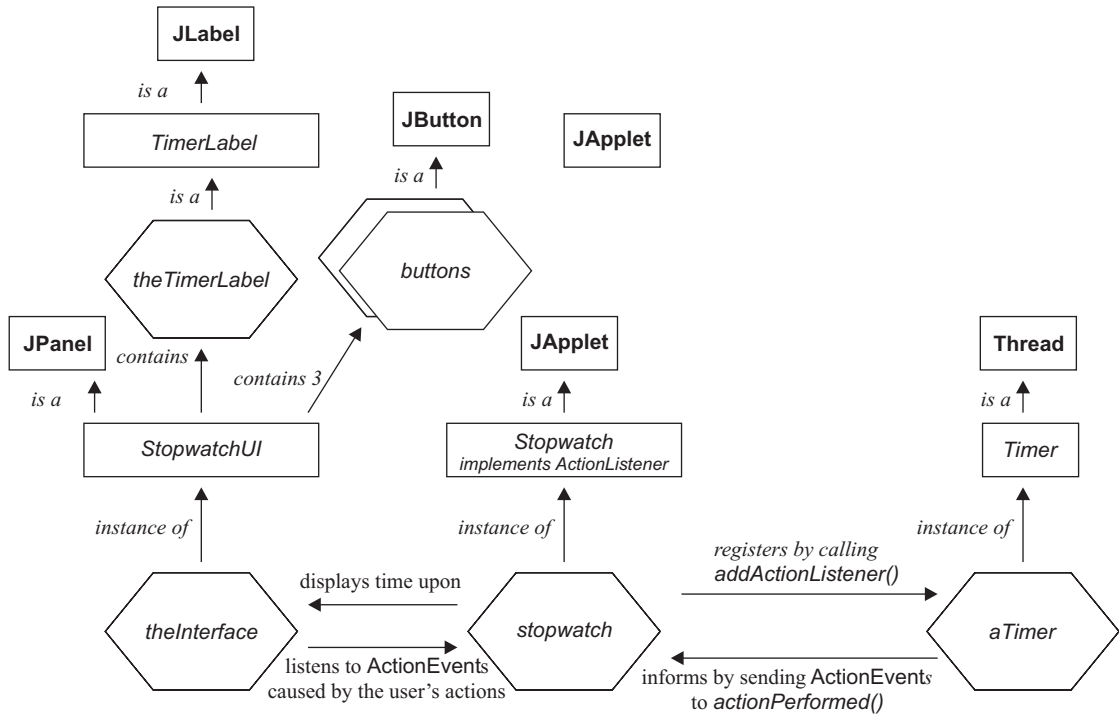 JLabel
is a
TimerLabel
is a
theTimerLabel
JButton
is a
buttons
JApplet
JPanel
is a
contains
contains 3
StopwatchUI
instance of
theInterface
JApplet
is a
Stopwatch
implements ActionListener
instance of
stopwatch
displays time upon
listens to ActionEvents
caused by the user's actions
Thread
is a
Timer
instance of
aTimer
registers by calling
addActionListener()
informs by sending ActionEvents
to actionPerformed()